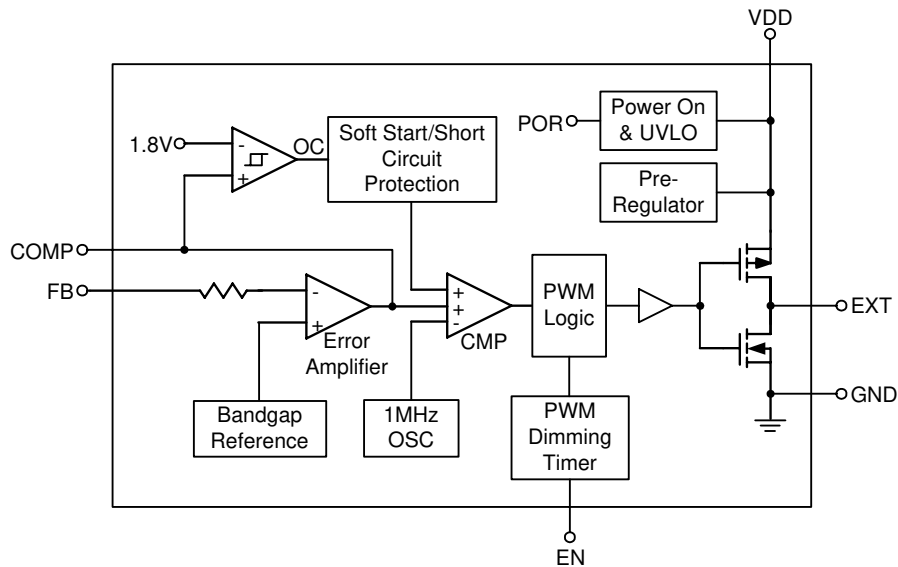 VDD
1.8V
-
+
OC
Soft Start/Short
Circuit
Protection
POR
Power On
& UVLO
Pre-
Regulator
COMP
FB
-
+
Error
Amplifier
+
+
-
CMP
PWM
Logic
EXT
GND
Bandgap
Reference
1MHz
OSC
PWM
Dimming
Timer
EN